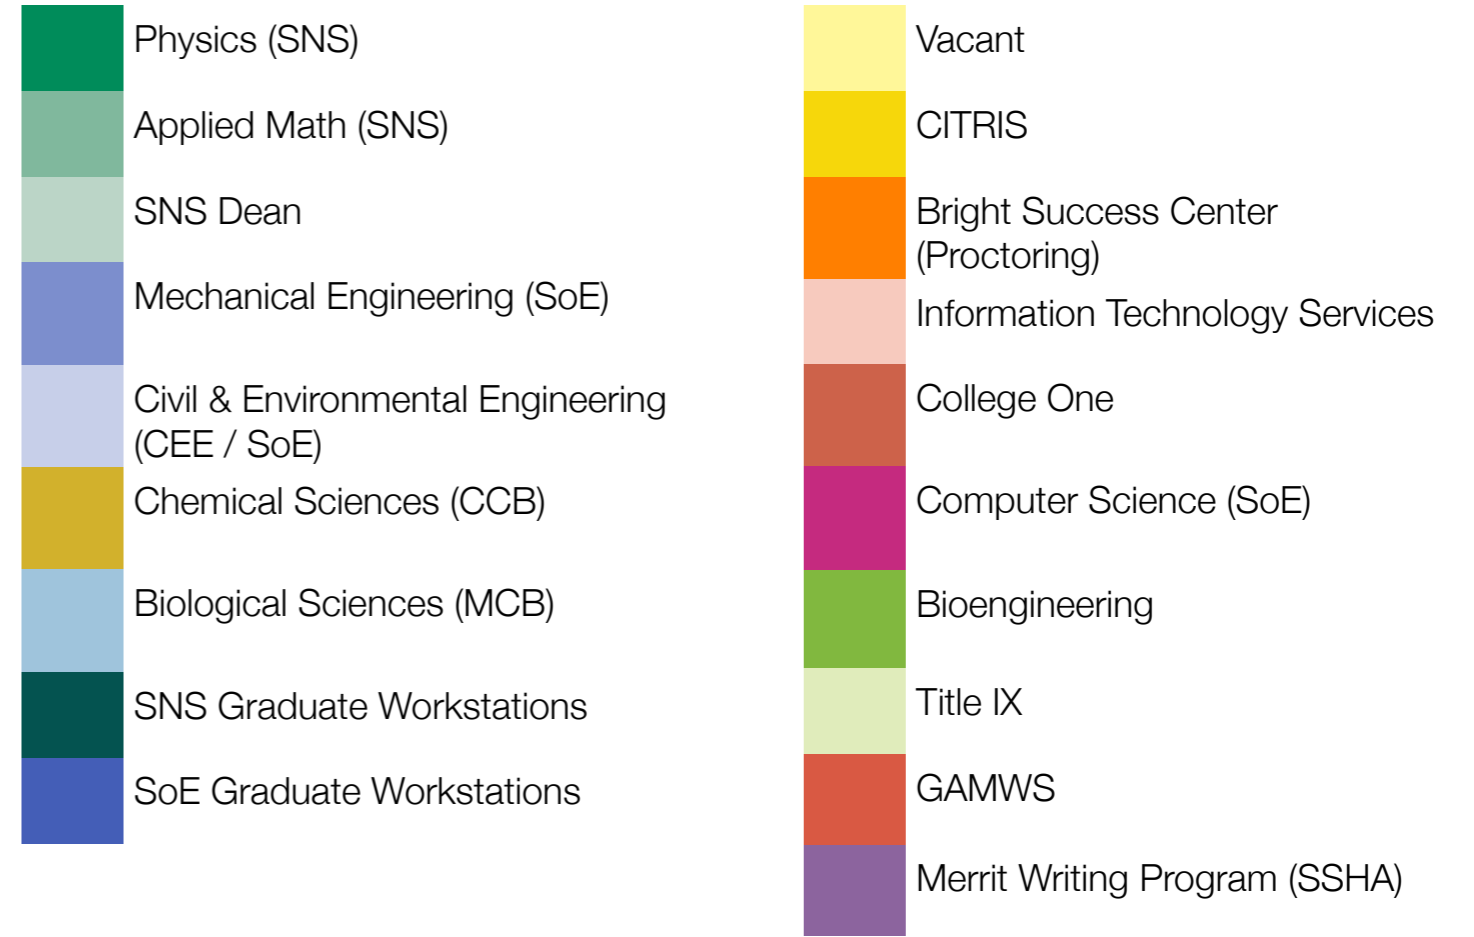 Physics (SNS)
Applied Math (SNS)
SNS Dean
Mechanical Engineering (SoE)
Civil & Environmental Engineering
(CEE / SoE)
Chemical Sciences (CCB)
Biological Sciences (MCB)
SNS Graduate Workstations
SoE Graduate Workstations
Vacant
CITRIS
Bright Success Center
(Proctoring)
Information Technology Services
College One
Computer Science (SoE)
Bioengineering
Title IX
GAMWS
Merrit Writing Program (SSHA)